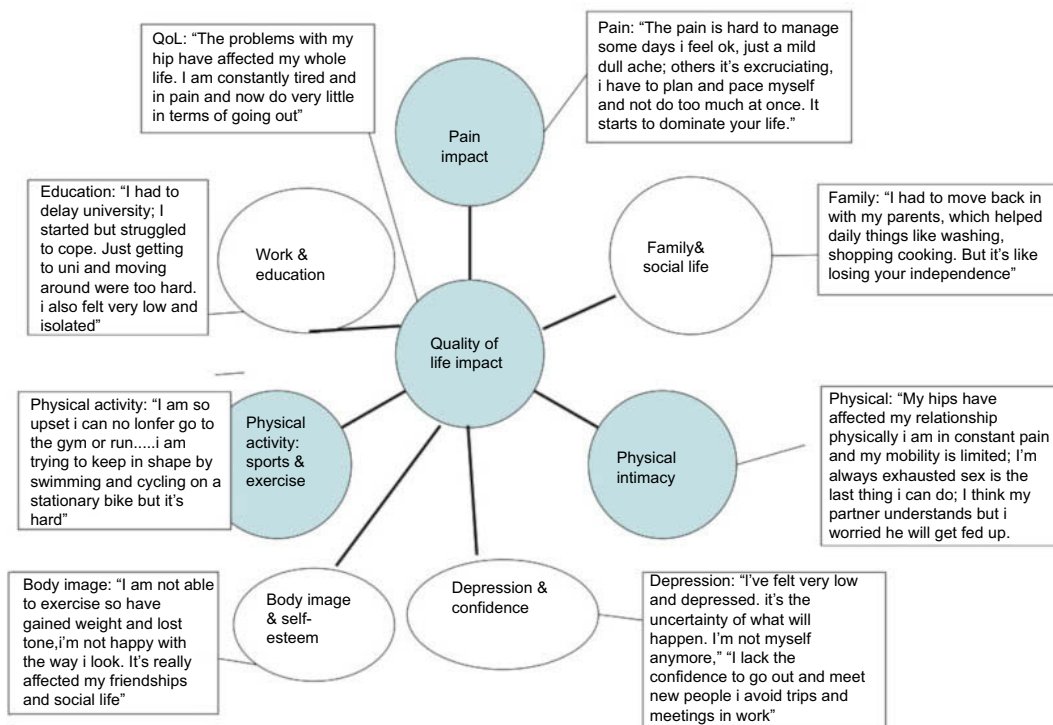 QoL: “The problems with my
hip have affected my whole
life. I am constantly tired and
in pain and now do very little
in terms of going out”
Pain: “The pain is hard to manage
some days i feel ok, just a mild
dull ache; others it’s excruciating,
i have to plan and pace myself
and not do too much at once. It
starts to dominate your life.”
Pain
impact
Education: “I had to
delay university; I
started but struggled
to cope. Just getting
to uni and moving
around were too hard.
i also felt very low and
isolated”
Work &
education
Family&
social life
Family: “I had to move back in
with my parents, which helped
daily things like washing,
shopping cooking. But it’s like
losing your independence”
Quality of
life impact
Physical activity: “I am so
upset i can no lonfer go to
the gym or run.....i am
trying to keep in shape by
swimming and cycling on a
stationary bike but it’s
hard”
Physical
activity:
sports &
exercise
Physical
intimacy
Physical: “My hips have
affected my relationship
physically i am in constant pain
and my mobility is limited; I’m
always exhausted sex is the
last thing i can do; I think my
partner understands but i
worried he will get fed up.
Body image: “I am not able
to exercise so have
gained weight and lost
tone,i’m not happy with
the way i look. It’s really
affected my friendships
and social life”
Body image
& self-
esteem
Depression &
confidence
Depression: “I’ve felt very low
and depressed. it’s the
uncertainty of what will
happen. I’m not myself
anymore,” “I lack the
confidence to go out and meet
new people i avoid trips and
meetings in work”